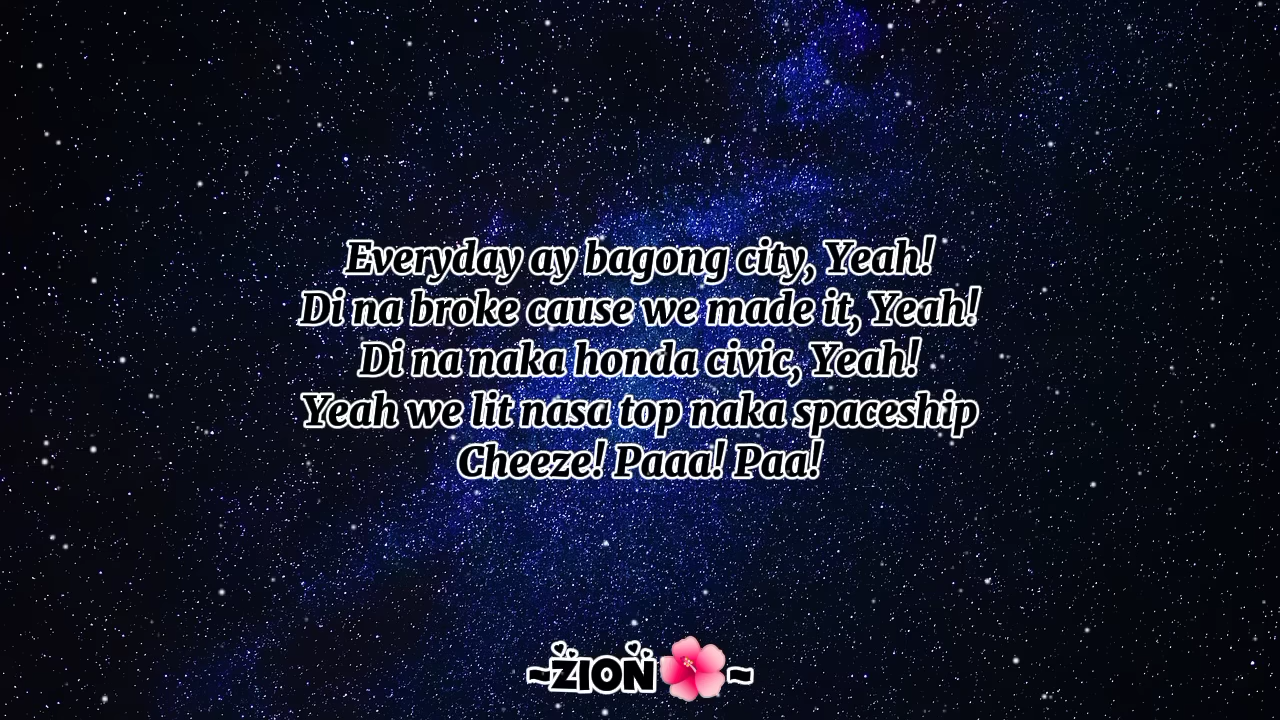 Everyday ay bagong city, Yeah!
Di na broke cause we made it, Yeah!
Di na naka honda civic, Yeah!
Yeah we lit nasa top naka spaceship
Cheeze! Paaa! Paa!
~ZION🌺~